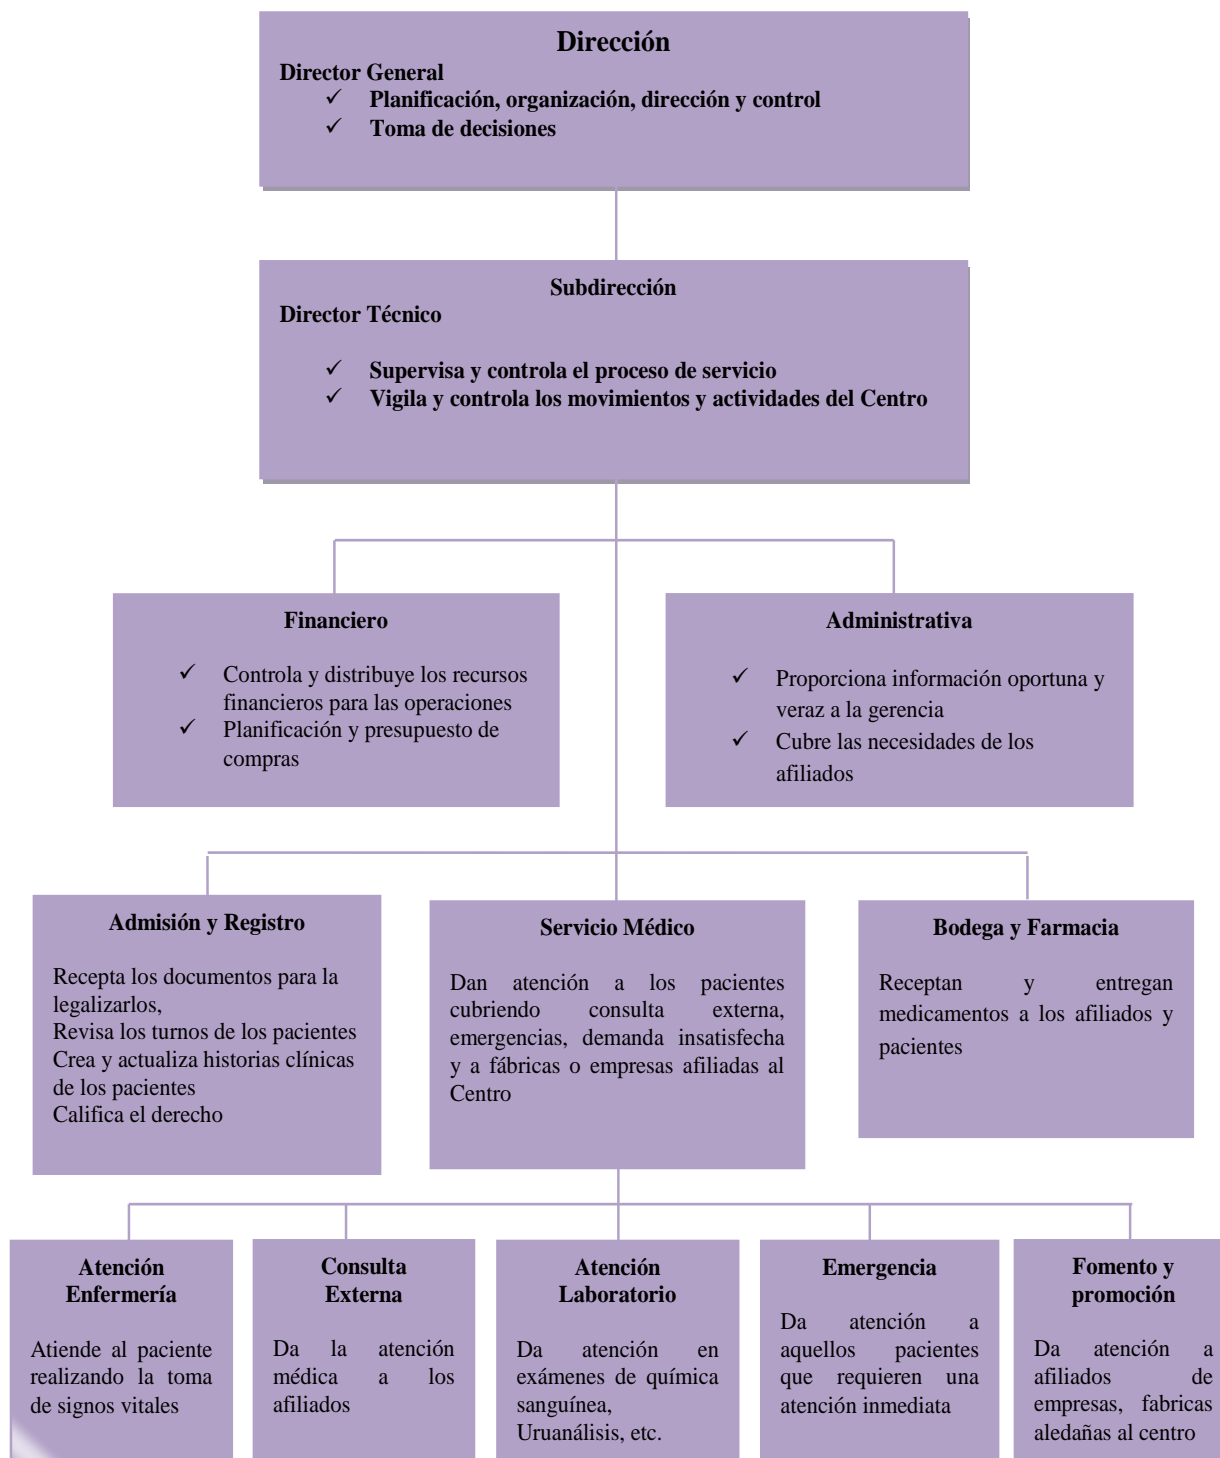 Dirección
Director General
✓ Planificación, organización, dirección y control
✓ Toma de decisiones
Subdirección
Director Técnico
✓ Supervisa y controla el proceso de servicio
✓ Vigila y controla los movimientos y actividades del Centro
Financiero
✓ Controla y distribuye los recursos
financieros para las operaciones
✓ Planificación y presupuesto de
compras
Administrativa
✓ Proporciona información oportuna y
veraz a la gerencia
✓ Cubre las necesidades de los
afiliados
Admisión y Registro
Recepta los documentos para la
legalizarlos,
Revisa los turnos de los pacientes
Crea y actualiza historias clínicas
de los pacientes
Califica el derecho
Servicio Médico
Dan atención a los pacientes
cubriendo consulta externa,
emergencias, demanda insatisfecha
y a fábricas o empresas afiliadas al
Centro
Bodega y Farmacia
Receptan y entregan
medicamentos a los afiliados y
pacientes
Atención
Enfermería
Atiende al paciente
realizando la toma
de signos vitales
Consulta
Externa
Da la atención
médica a los
afiliados
Atención
Laboratorio
Da atención en
exámenes de química
sanguínea,
Uruanálisis, etc.
Emergencia
Da atención a
aquellos pacientes
que requieren una
atención inmediata
Fomento y
promoción
Da atención a
afiliados de
empresas, fabricas
aledañas al centro